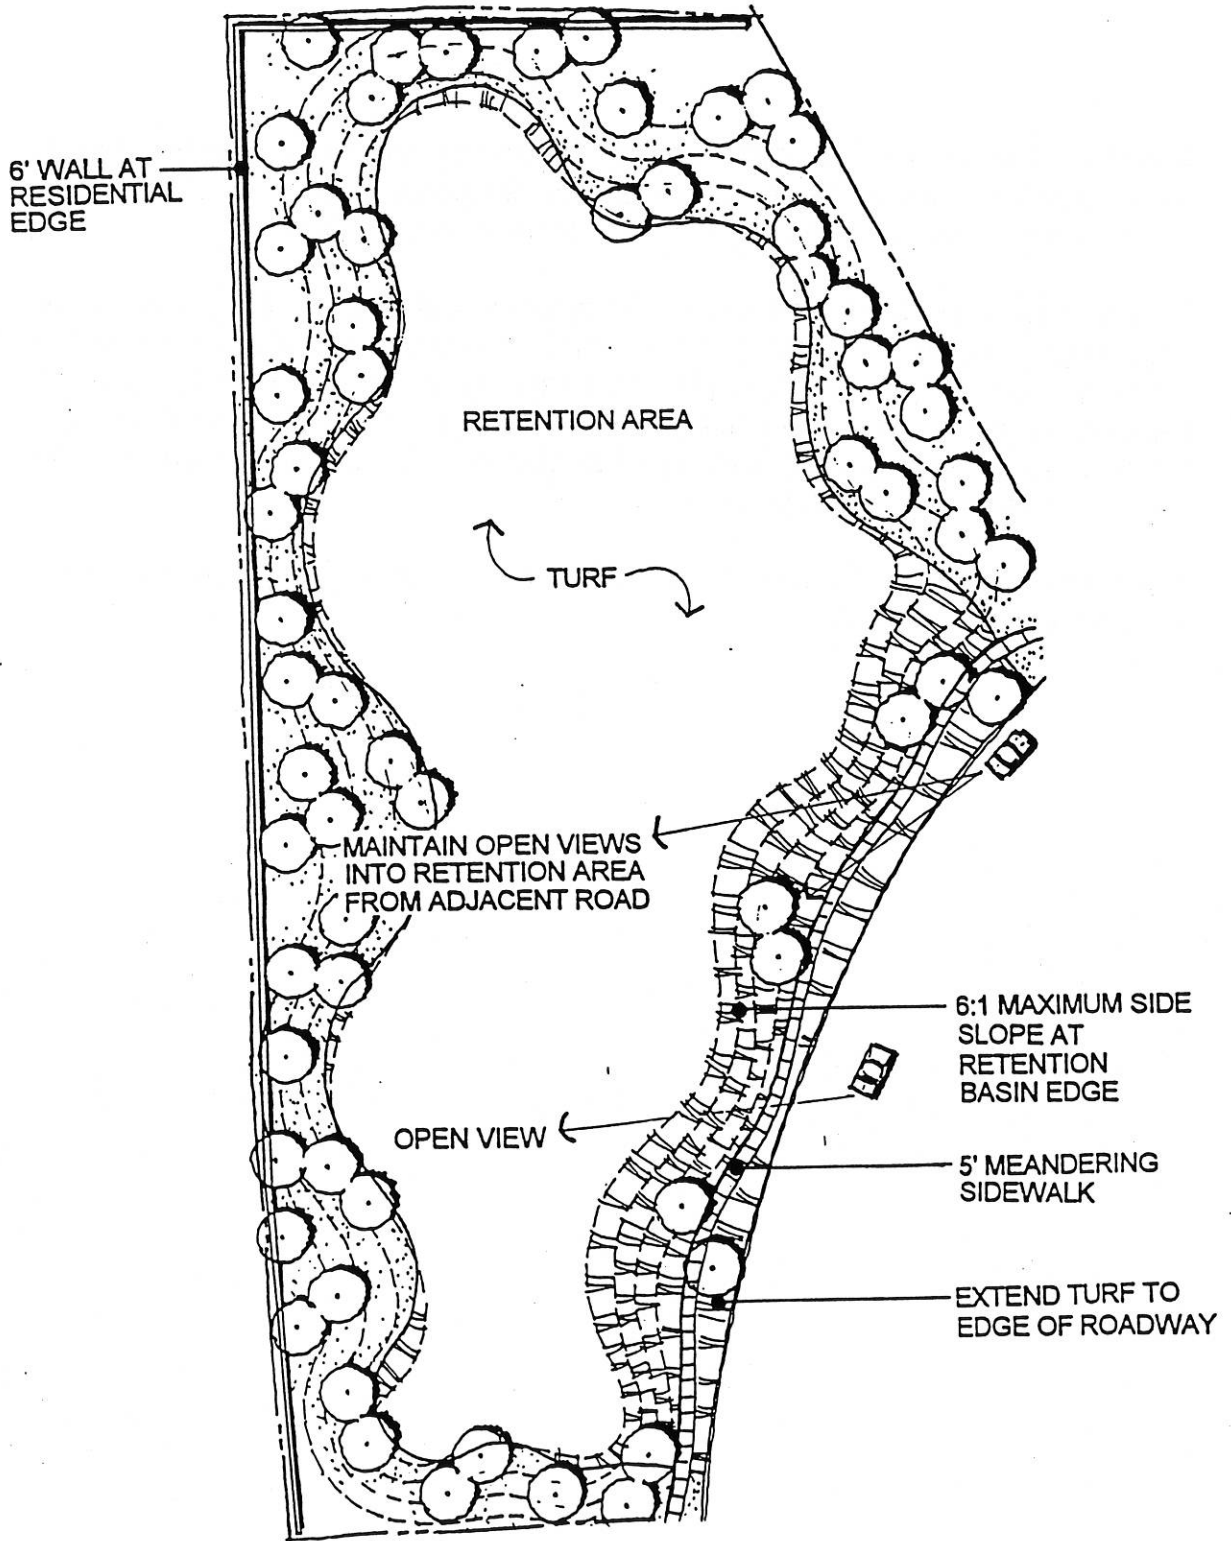 6' WALL AT
RESIDENTIAL
EDGE
RETENTION AREA
TURF
MAINTAIN OPEN VIEWS
INTO RETENTION AREA
FROM ADJACENT ROAD
6:1 MAXIMUM SIDE
SLOPE AT
RETENTION
BASIN EDGE
OPEN VIEW
5' MEANDERING
SIDEWALK
EXTEND TURF TO
EDGE OF ROADWAY